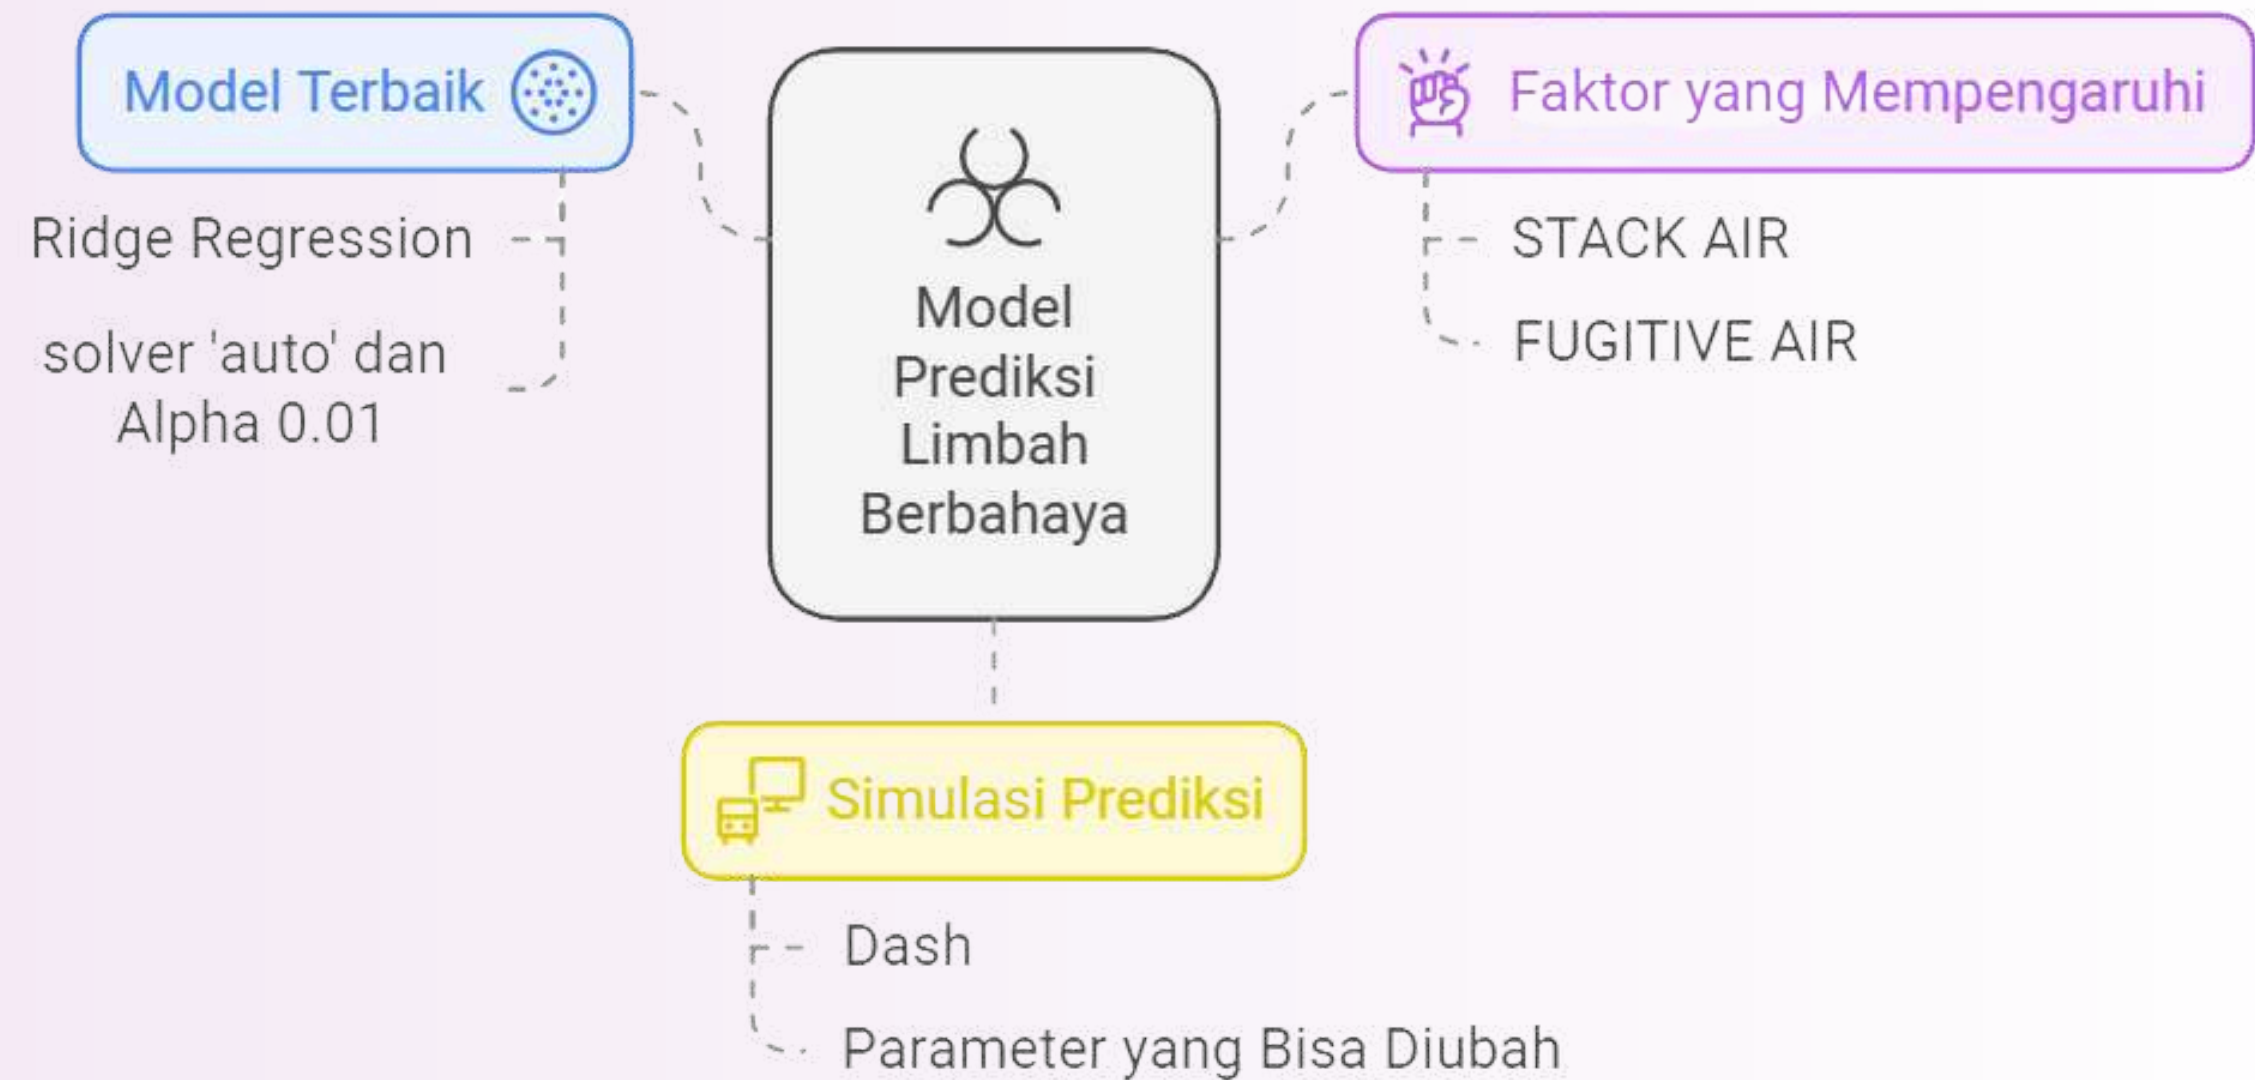 Model Terbaik
Ridge Regression
solver 'auto' dan
Alpha 0.01
Model
Prediksi
Limbah
Berbahaya
Faktor yang Mempengaruhi
STACK AIR
FUGITIVE AIR
Simulasi Prediksi
Dash
Parameter yang Bisa Diubah